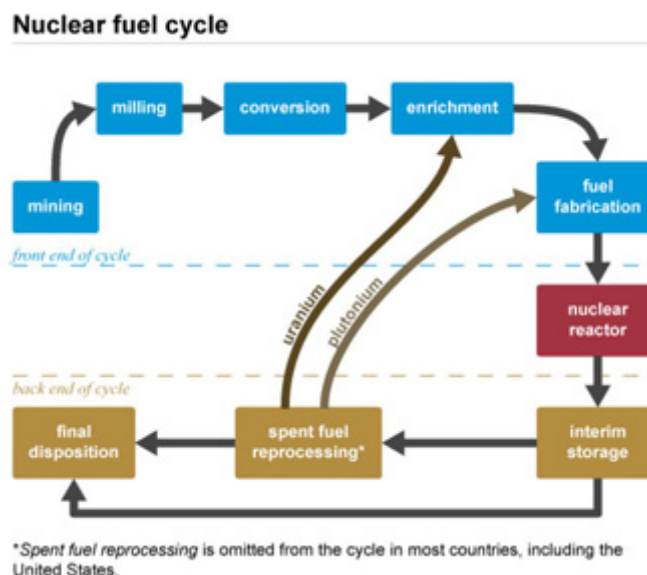 Nuclear fuel cycle
milling
conversion
enrichment
mining
fuel
fabrication
front end of cycle
uranium
plutonium
nuclear
reactor
back end of cycle
final
disposition
spent fuel
reprocessing*
interim
storage
*Spent fuel reprocessing is omitted from the cycle in most countries, including the
United States.